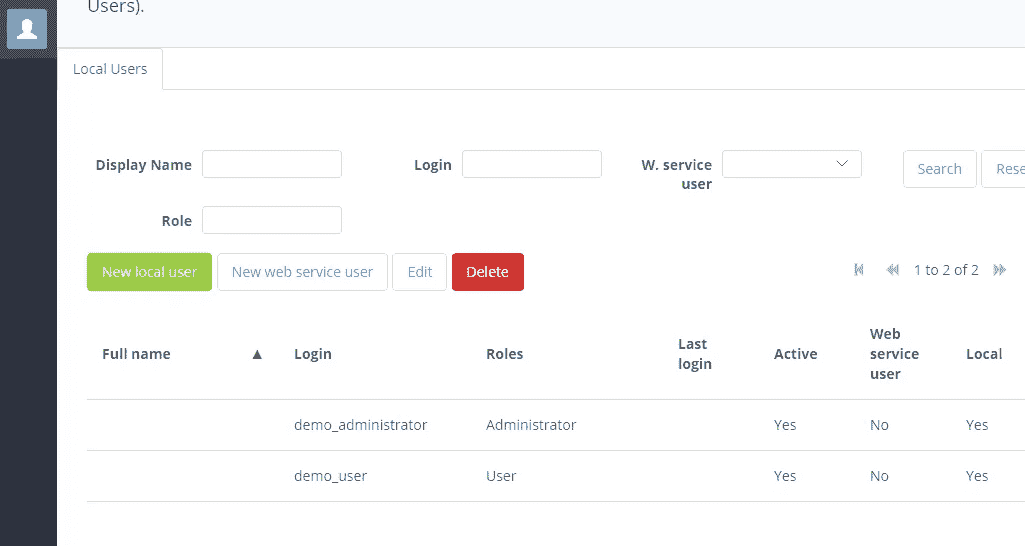 Users).
Local Users
Display Name
Login
W. service
user
Search
Rese
Role
New local user
New web service user
Edit
Delete
1 to 2 of 2
Full name ▲
Login
Roles
Last
login
Active
Web
service
user
Local
demo_administrator Administrator Yes No Yes
demo_user User Yes No Yes